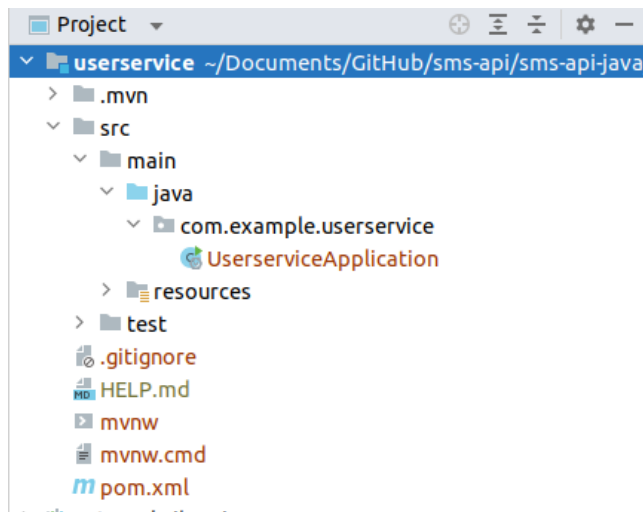 Project
userservice ~/Documents/GitHub/sms-api/sms-api-java
.mvn
src
main
java
com.example.userservice
UserserviceApplication
resources
test
.gitignore
HELP.md
mvnw
mvnw.cmd
pom.xml